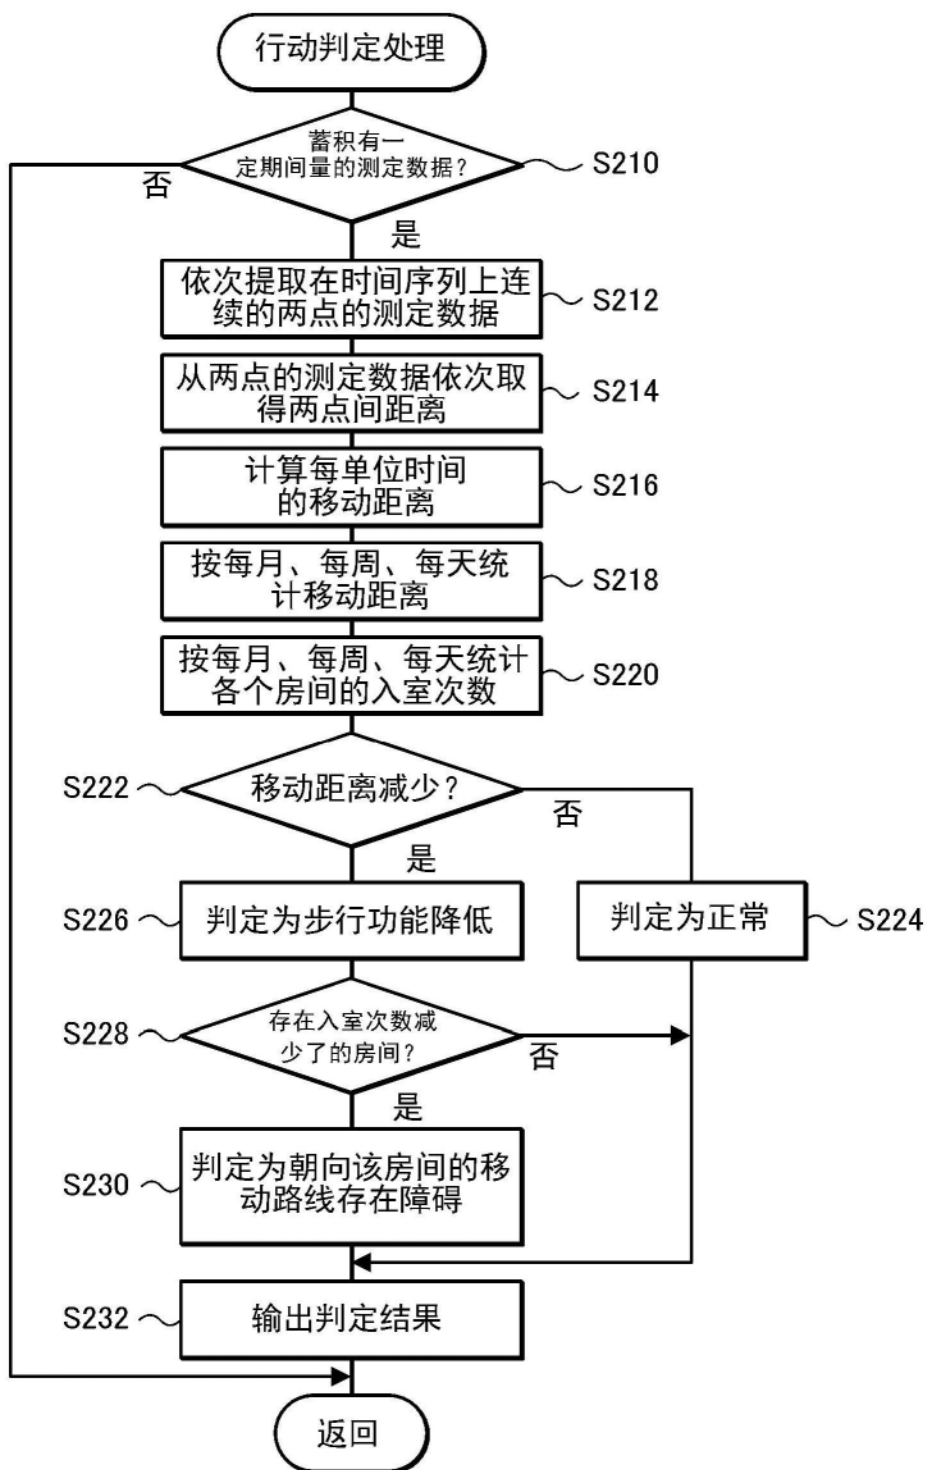 行动判定处理
蓄积有一
定期间量的测定数据?
S210
否
是
依次提取在时间序列上连
续的两点的测定数据
S212
从两点的测定数据依次取
得两点间距离
S214
计算每单位时间
的移动距离
S216
按每月、每周、每天统
计移动距离
S218
按每月、每周、每天统计
各个房间的入室次数
S220
S222
移动距离减少?
否
是
S226
判定为步行功能降低
判定为正常
S224
S228
存在入室次数减
少了的房间?
否
是
S230
判定为朝向该房间的移
动路线存在障碍
S232
输出判定结果
返回